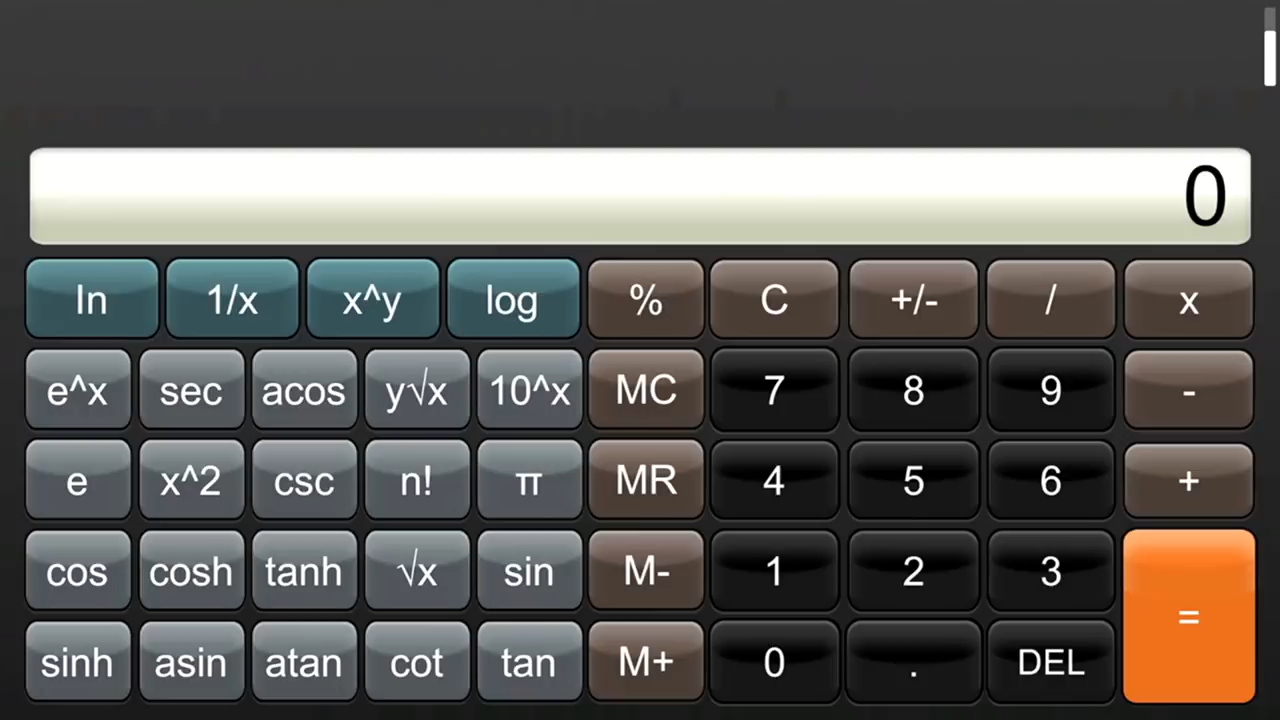 0
ln 1/x x^y log % C +/- / x
e^x sec acos y√x 10^x MC 7 8 9 -
e x^2 csc n! π MR 4 5 6 +
cos cosh tanh √x sin M- 1 2 3
=
sinh asin atan cot tan M+ 0 . DEL